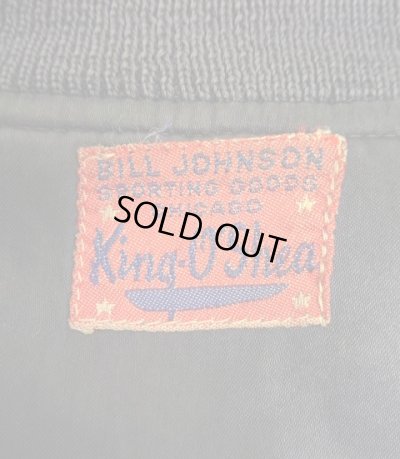 BILL JOHNSON
SPORTING GOODS
CHICAGO
SOLD OUT
King-O'Shea